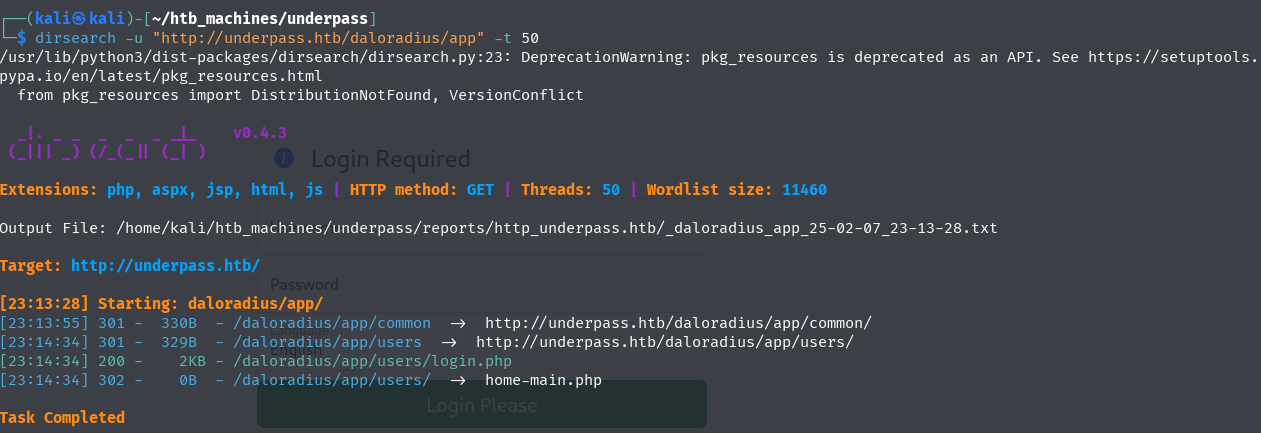 ┌──(kali㉿kali)-[~/htb_machines/underpass]
└─$ dirsearch -u "http://underpass.htb/daloradius/app" -t 50
/usr/lib/python3/dist-packages/dirsearch/dirsearch.py:23: DeprecationWarning: pkg_resources is deprecated as an API. See https://setuptools.
pypa.io/en/latest/pkg_resources.html
  from pkg_resources import DistributionNotFound, VersionConflict
  _|. _ _  _  _  _ _|_    v0.4.3
 (_||| _) (/_(_|| (_| )
Login Required
Extensions: php, aspx, jsp, html, js | HTTP method: GET | Threads: 50 | Wordlist size: 11460
Output File: /home/kali/htb_machines/underpass/reports/http_underpass.htb/_daloradius_app_25-02-07_23-13-28.txt
Target: http://underpass.htb/
Password
[23:13:28] Starting: daloradius/app/
[23:13:55] 301 -  330B  - /daloradius/app/common  ->  http://underpass.htb/daloradius/app/common/
Language
[23:14:34] 301 -  329B  - /daloradius/app/users  ->  http://underpass.htb/daloradius/app/users/
English
[23:14:34] 200 -    2KB - /daloradius/app/users/login.php
[23:14:34] 302 -    0B  - /daloradius/app/users/  ->  home-main.php
Login Please
Task Completed